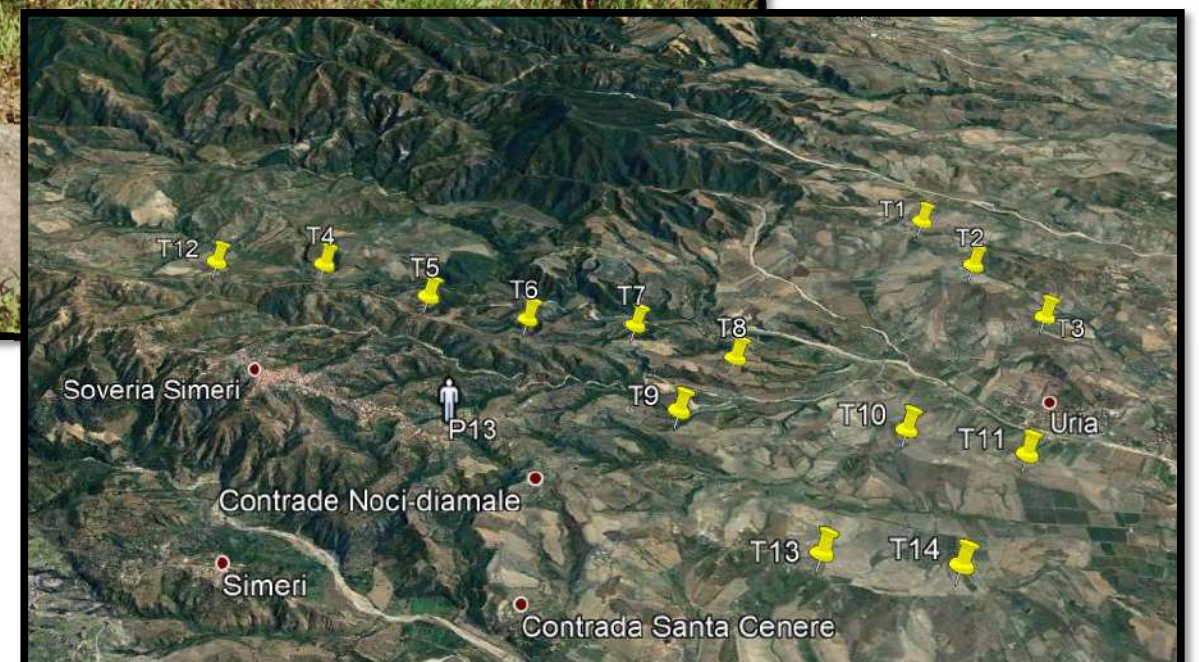 T1
T2
T12
T4
T5
T6
T7
T3
T8
Soveria Simeri
T9
P13
T10
Uria
T11
Contrade Noci-diamale
T13
T14
Simeri
Contrada Santa Cenere